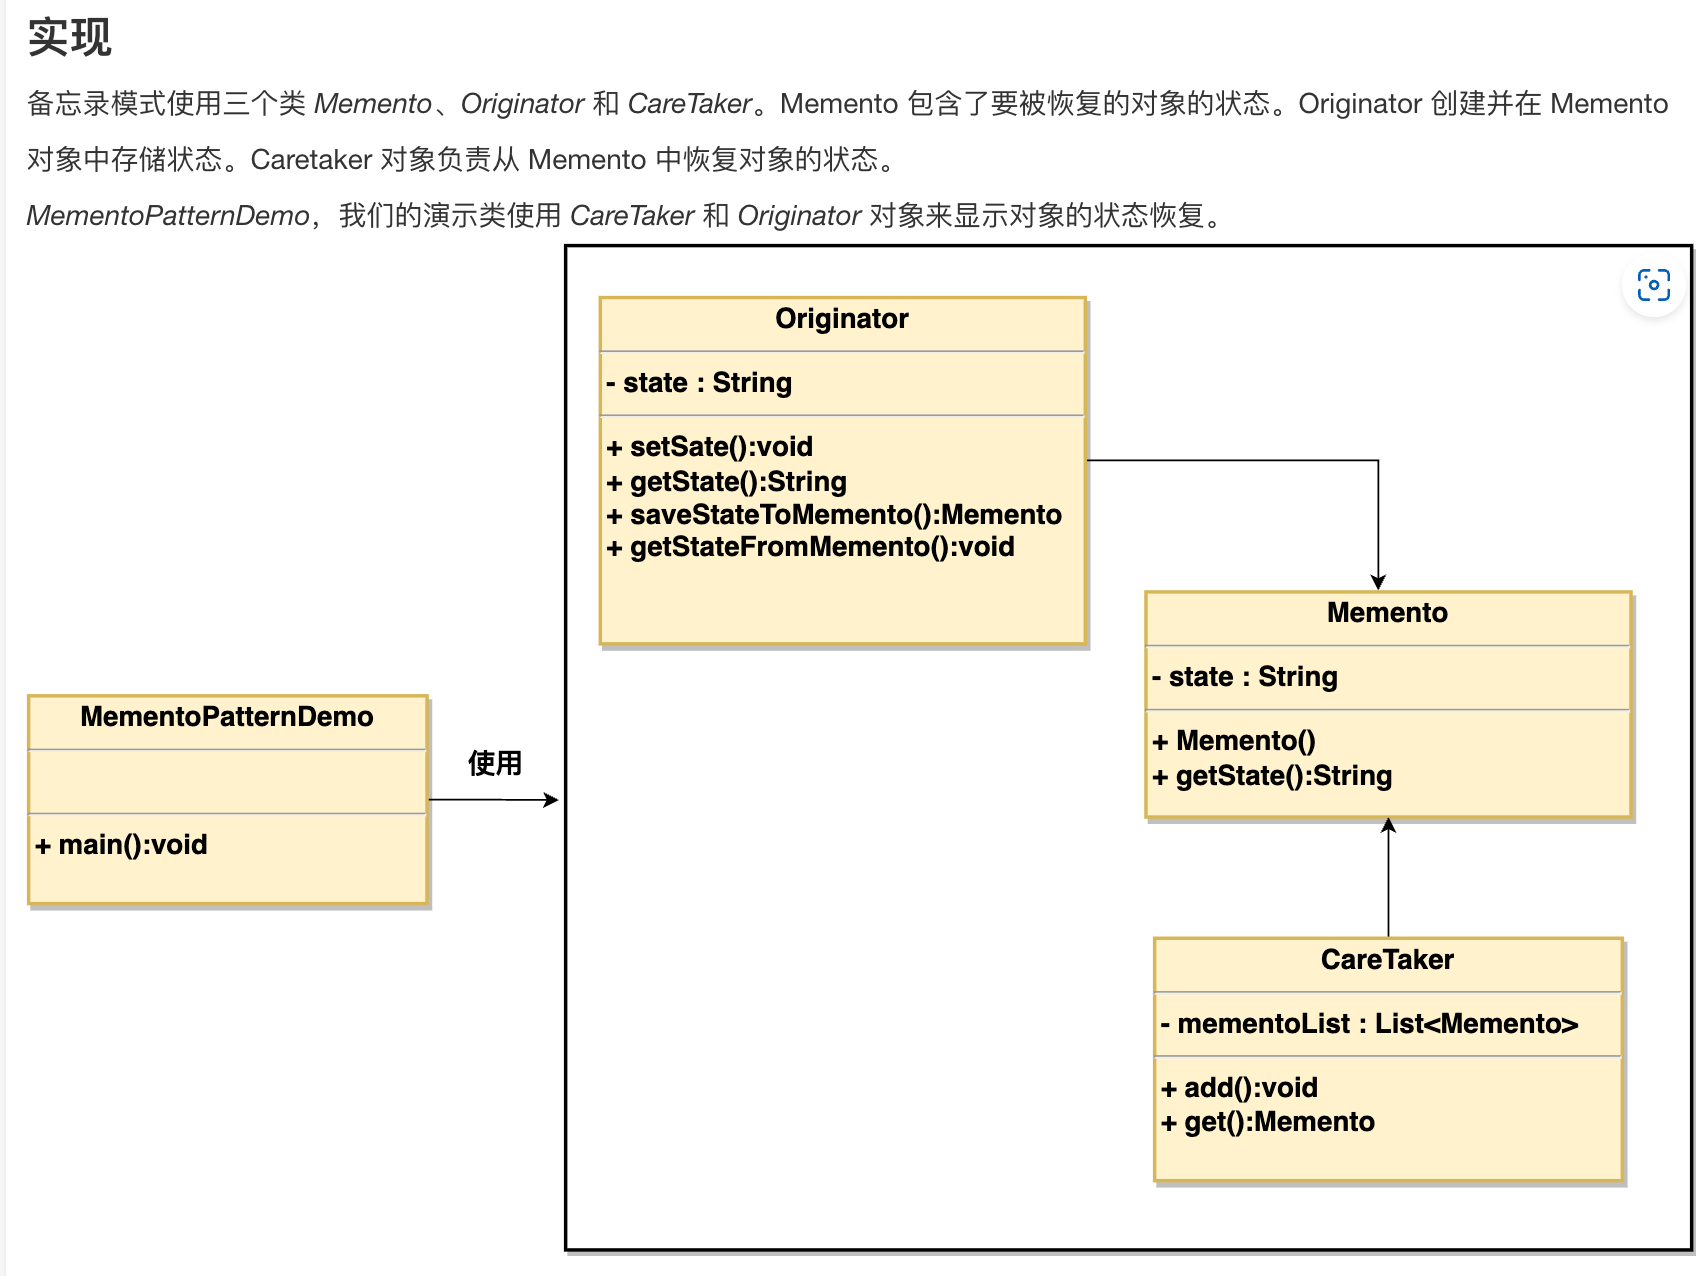 实现
备忘录模式使用三个类 Memento、Originator 和 CareTaker。Memento 包含了要被恢复的对象的状态。Originator 创建并在 Memento
对象中存储状态。Caretaker 对象负责从 Memento 中恢复对象的状态。
MementoPatternDemo，我们的演示类使用 CareTaker 和 Originator 对象来显示对象的状态恢复。
Originator
- state : String
+ setSate():void
+ getState():String
+ saveStateToMemento():Memento
+ getStateFromMemento():void
Memento
- state : String
+ Memento()
+ getState():String
MementoPatternDemo
+ main():void
使用
CareTaker
- mementoList : List<Memento>
+ add():void
+ get():Memento